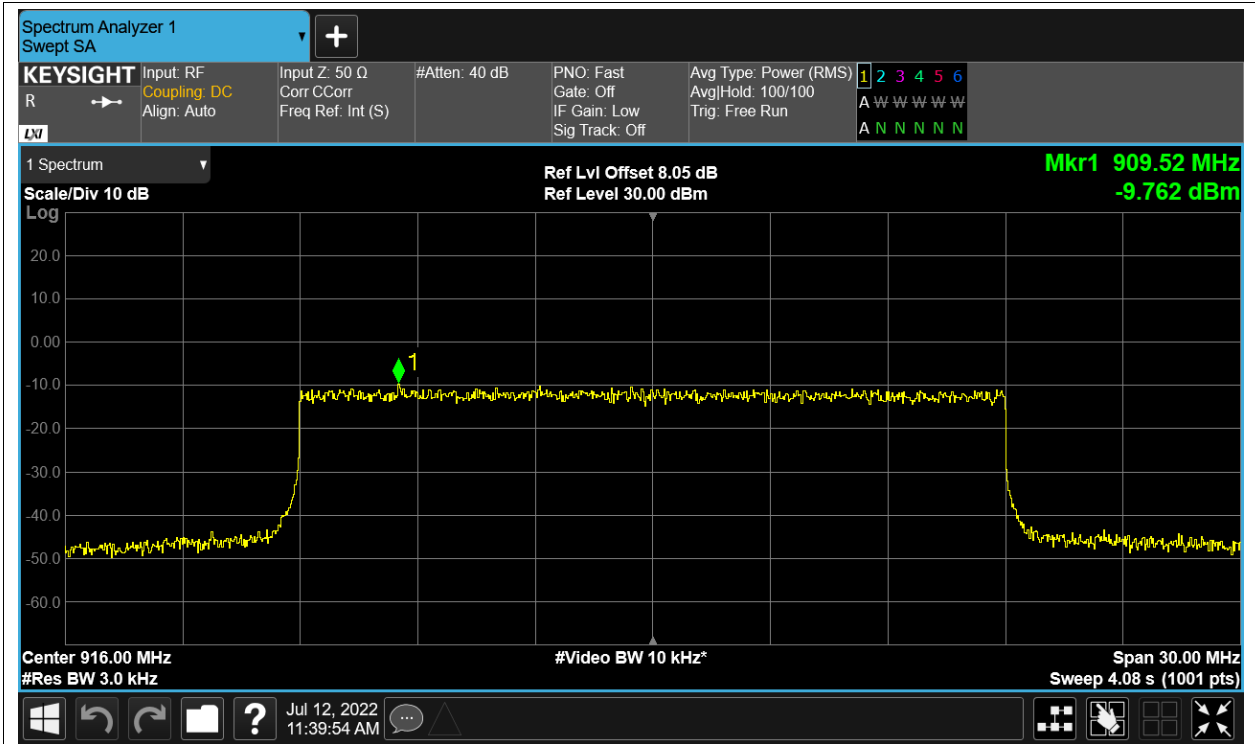 Spectrum Analyzer 1
Swept SA
KEYSIGHT
R
LXI
Input: RF
Coupling: DC
Align: Auto
Input Z: 50 Ω
Corr CCorr
Freq Ref: Int (S)
#Atten: 40 dB
PNO: Fast
Gate: Off
IF Gain: Low
Sig Track: Off
Avg Type: Power (RMS)
Avg|Hold: 100/100
Trig: Free Run
1 2 3 4 5 6
A W W W W W
A N N N N N
1 Spectrum
Scale/Div 10 dB
Log
Ref Lvl Offset 8.05 dB
Ref Level 30.00 dBm
Mkr1 909.52 MHz
-9.762 dBm
20.0
10.0
0.00
1
-10.0
-20.0
-30.0
-40.0
-50.0
-60.0
Center 916.00 MHz
#Res BW 3.0 kHz
#Video BW 10 kHz*
Span 30.00 MHz
Sweep 4.08 s (1001 pts)
?
Jul 12, 2022
11:39:54 AM